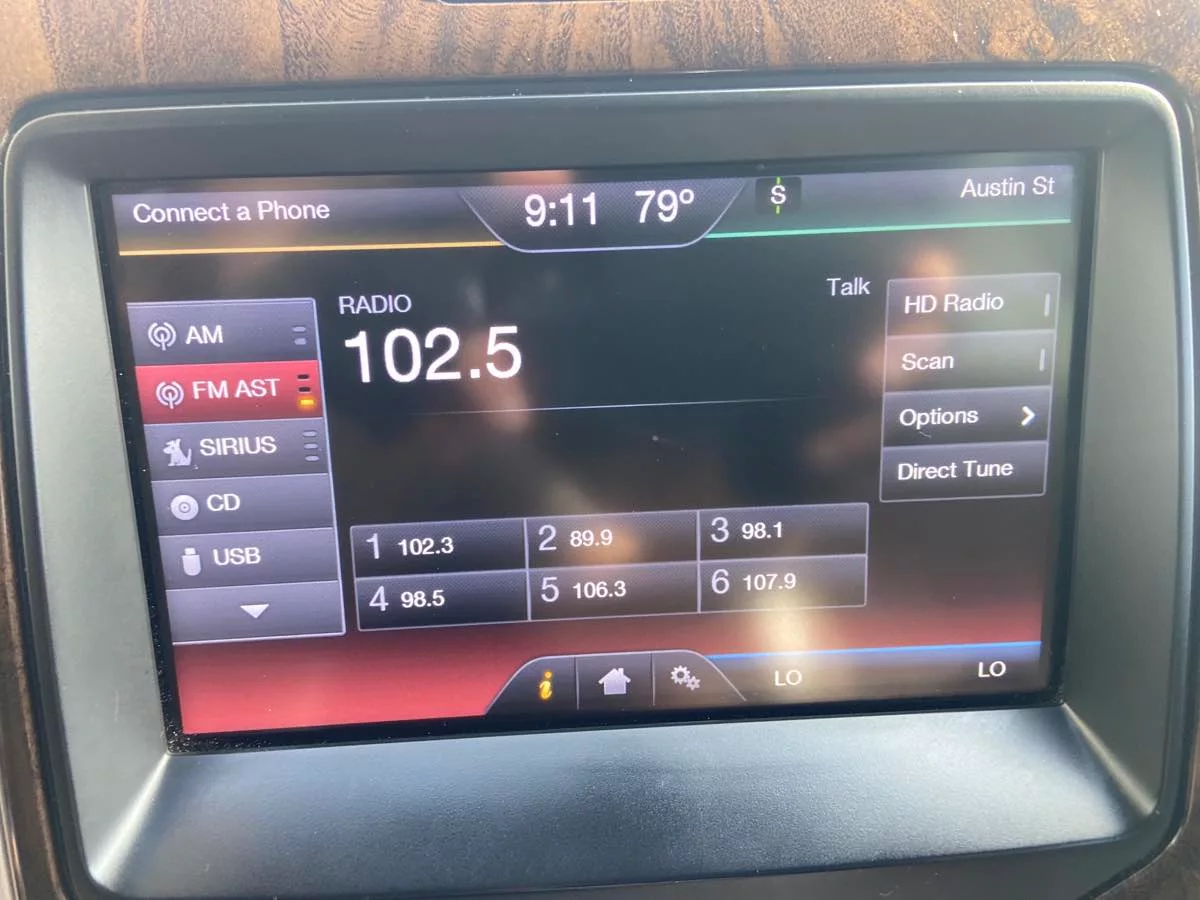 Connect a Phone
9:11 79º
S
Austin St
AM
FM AST
SIRIUS
CD
USB
RADIO
102.5
Talk
HD Radio
Scan
Options
Direct Tune
1 102.3
2 89.9
3 98.1
4 98.5
5 106.3
6 107.9
i
LO
LO